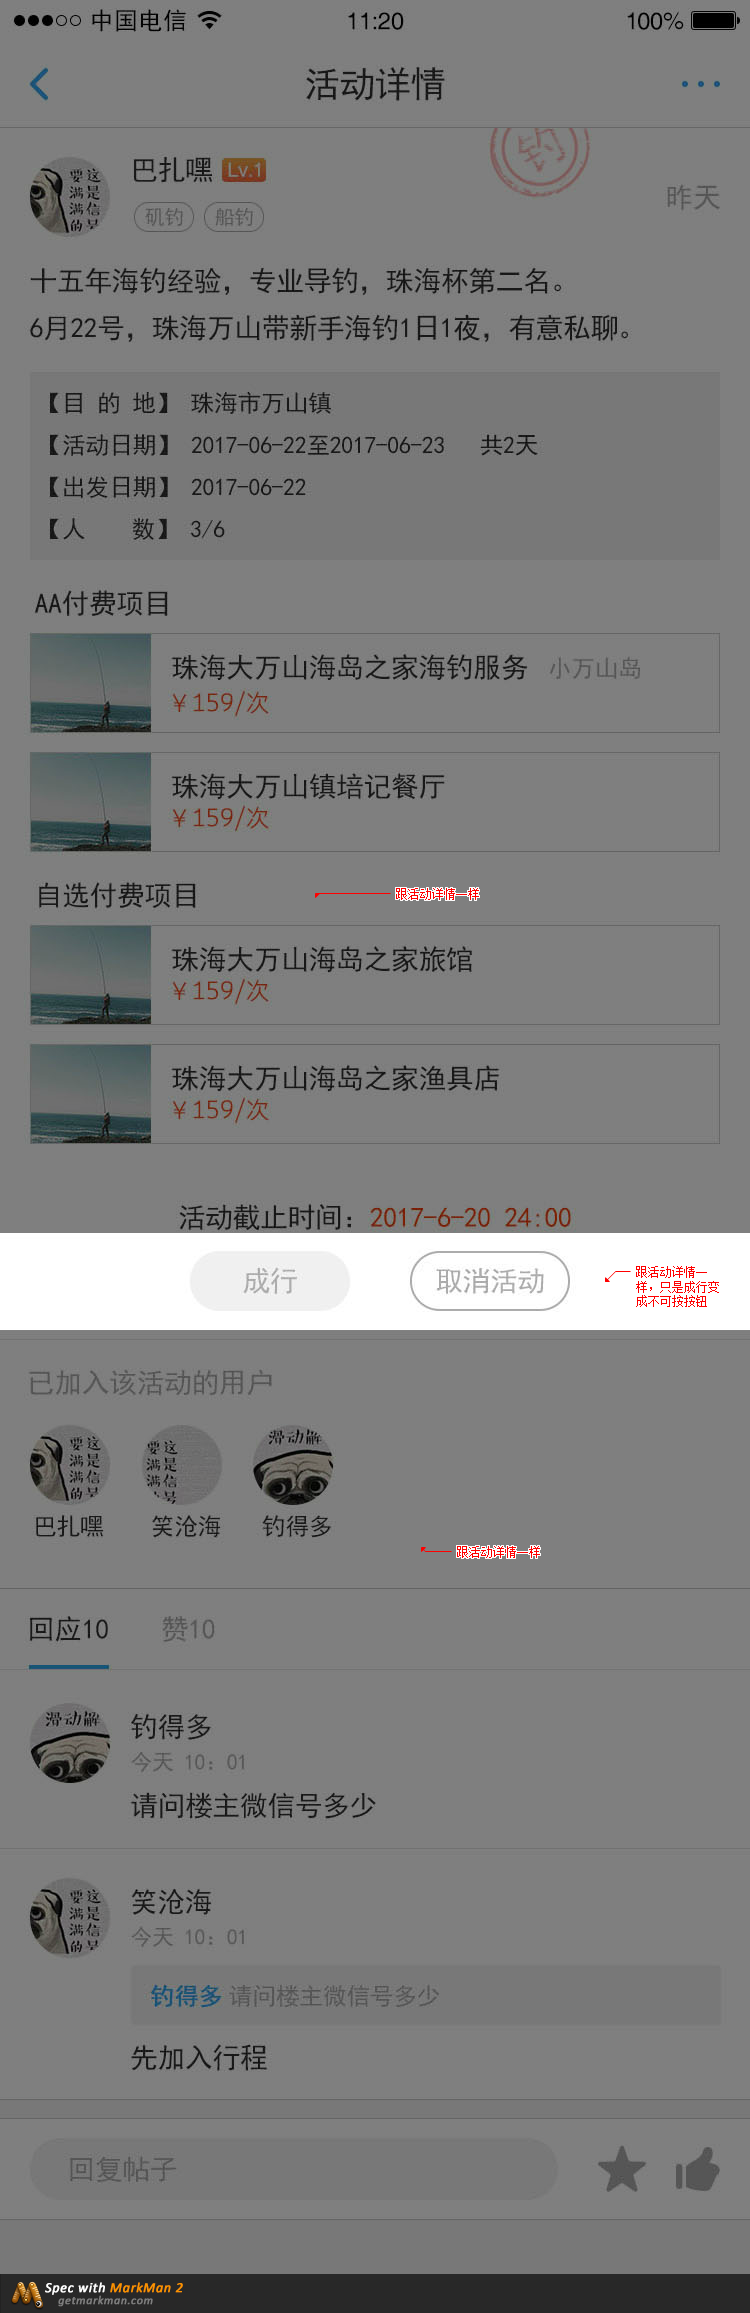 中国电信 11:20 100%
活动详情
钓
巴扎嘿 Lv.1
昨天
矶钓 船钓
十五年海钓经验，专业导钓，珠海杯第二名。
6月22号，珠海万山带新手海钓1日1夜，有意私聊。
【目 的 地】 珠海市万山镇
【活动日期】 2017-06-22至2017-06-23 共2天
【出发日期】 2017-06-22
【人 数】 3/6
AA付费项目
珠海大万山海岛之家海钓服务 小万山岛
￥159/次
珠海大万山镇培记餐厅
￥159/次
自选付费项目
跟活动详情一样
珠海大万山海岛之家旅馆
￥159/次
珠海大万山海岛之家渔具店
￥159/次
活动截止时间：2017-6-20 24:00
成行 取消活动
跟活动详情一
样，只是成行变
成不可按按钮
已加入该活动的用户
巴扎嘿 笑沧海 钓得多
跟活动详情一样
回应10 赞10
钓得多
今天 10：01
请问楼主微信号多少
笑沧海
今天 10：01
钓得多 请问楼主微信号多少
先加入行程
回复帖子
Spec with MarkMan 2
getmarkman.com